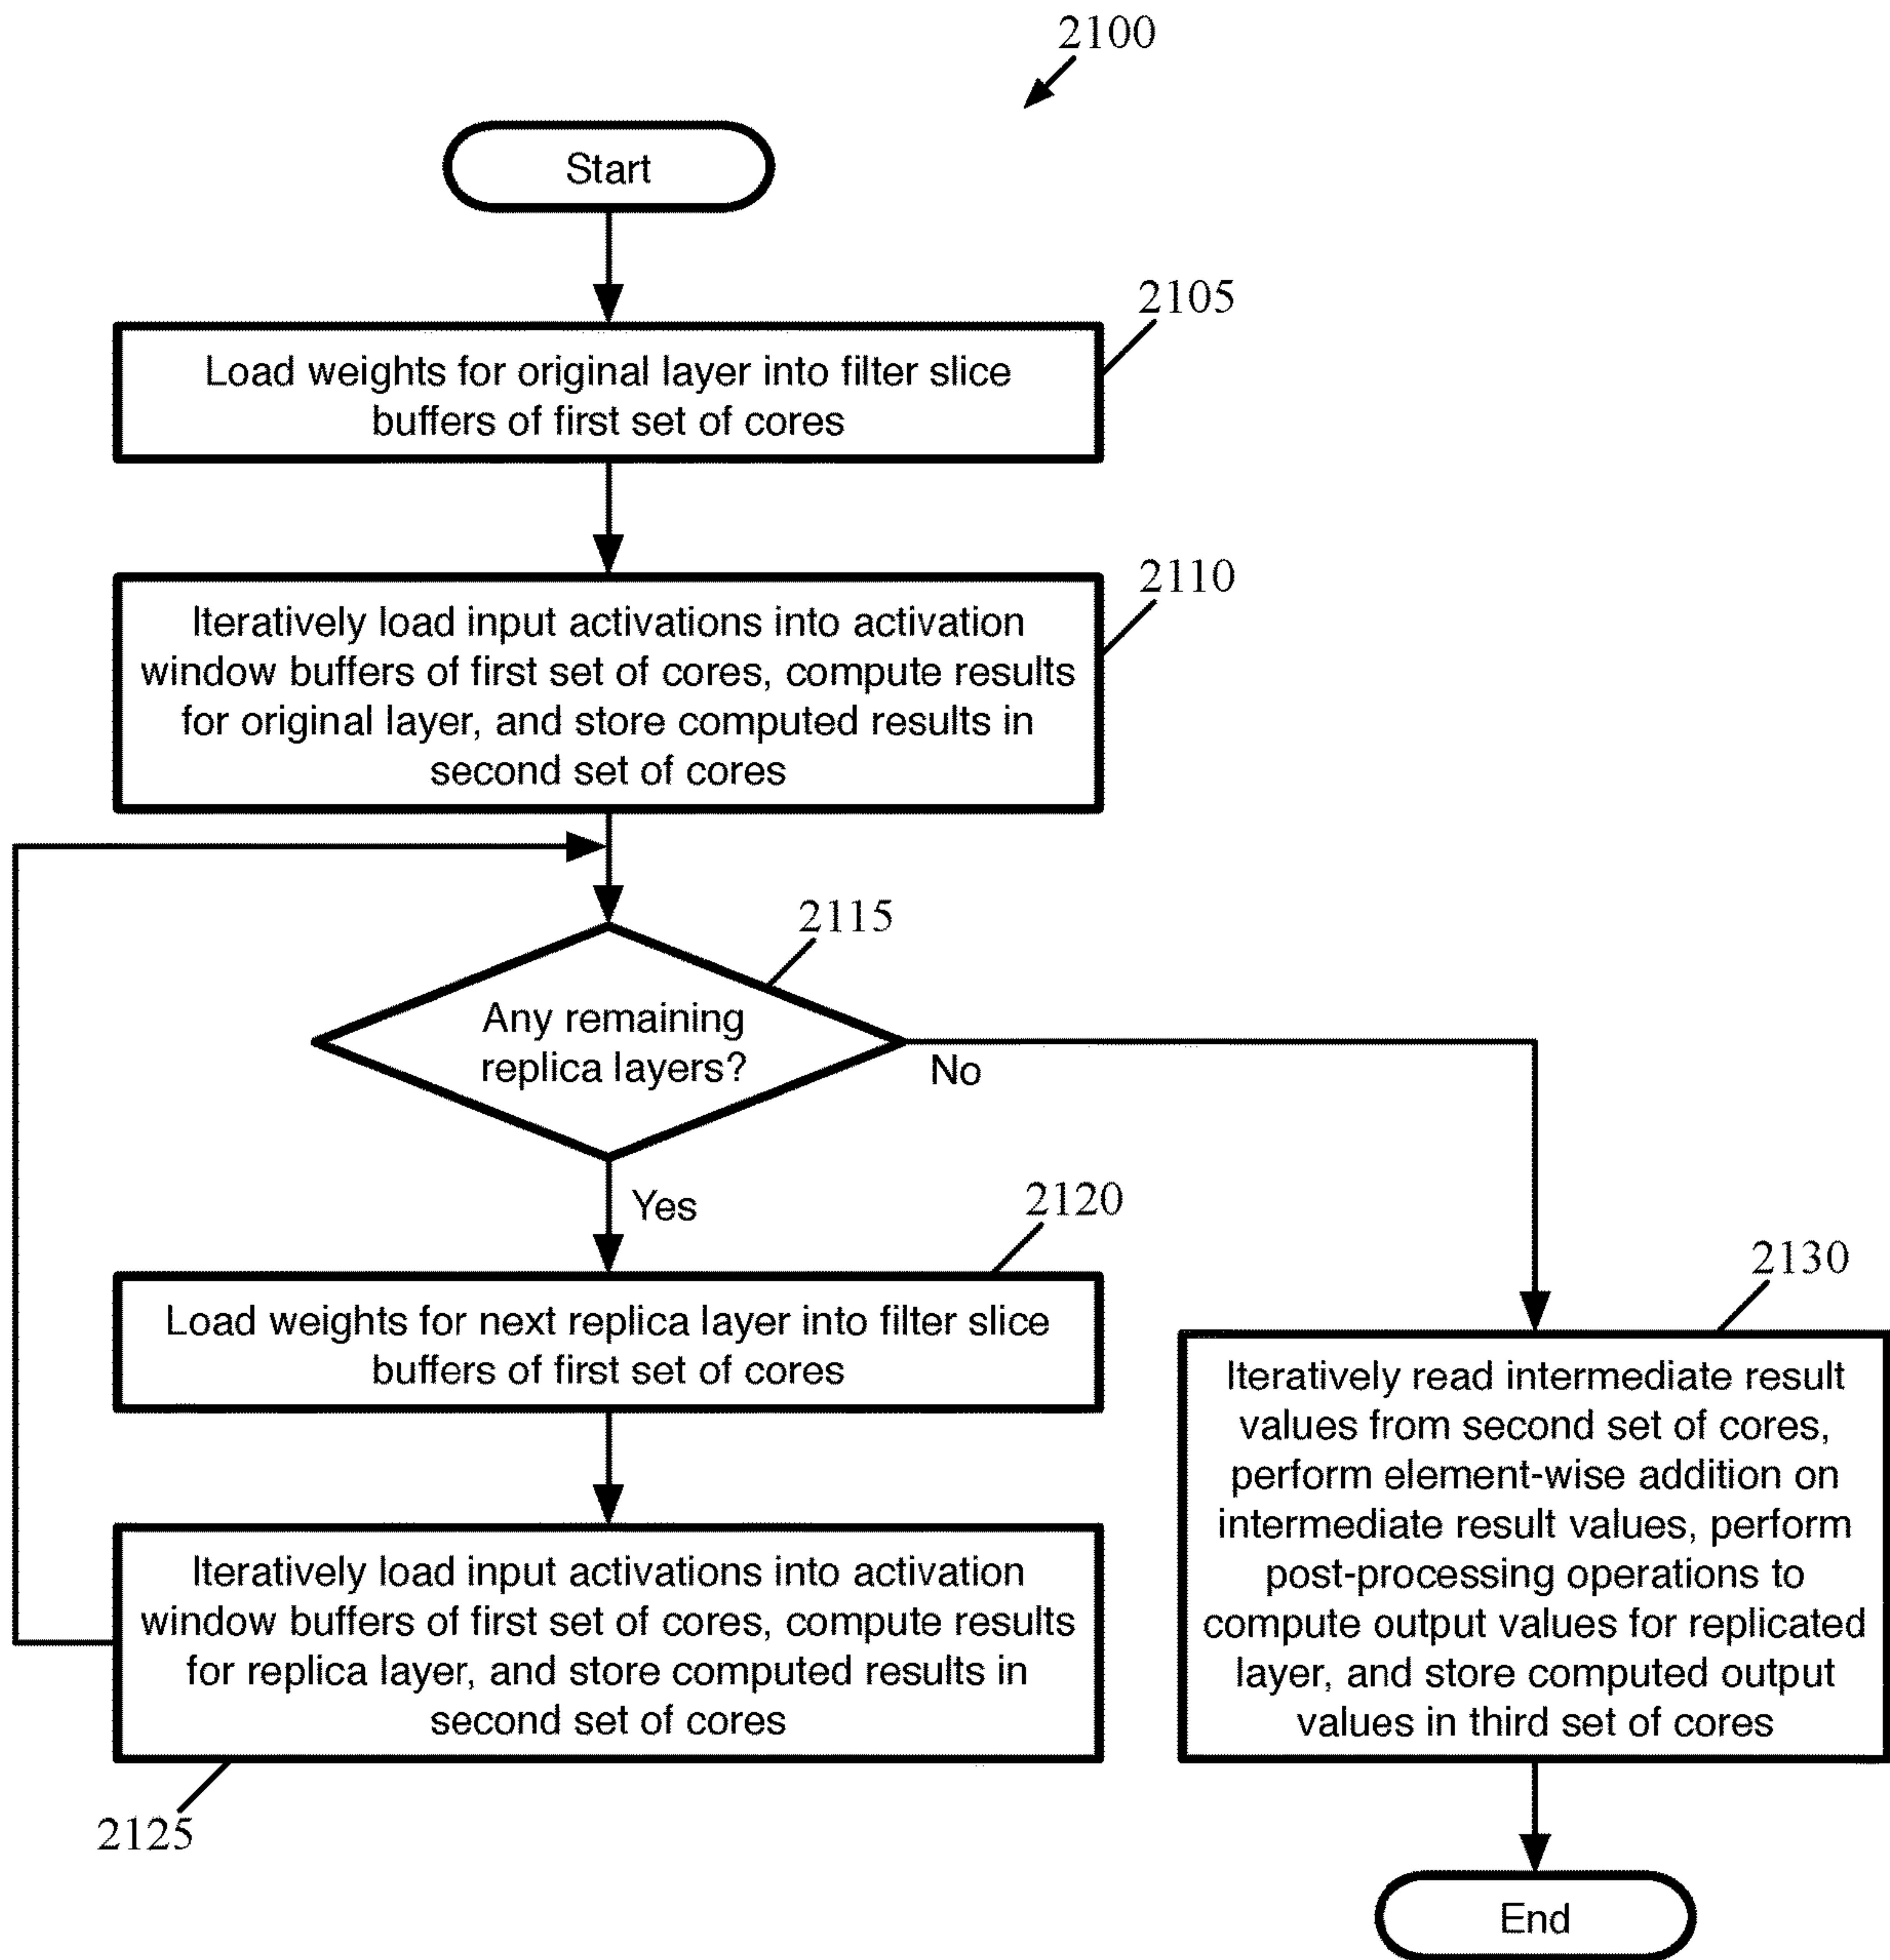 2100
Start
2105
Load weights for original layer into filter slice
buffers of first set of cores
2110
Iteratively load input activations into activation
window buffers of first set of cores, compute results
for original layer, and store computed results in
second set of cores
2115
Any remaining
replica layers?
No
Yes
2120
Load weights for next replica layer into filter slice
buffers of first set of cores
2130
Iteratively read intermediate result
values from second set of cores,
perform element-wise addition on
intermediate result values, perform
post-processing operations to
compute output values for replicated
layer, and store computed output
values in third set of cores
Iteratively load input activations into activation
window buffers of first set of cores, compute results
for replica layer, and store computed results in
second set of cores
2125
End